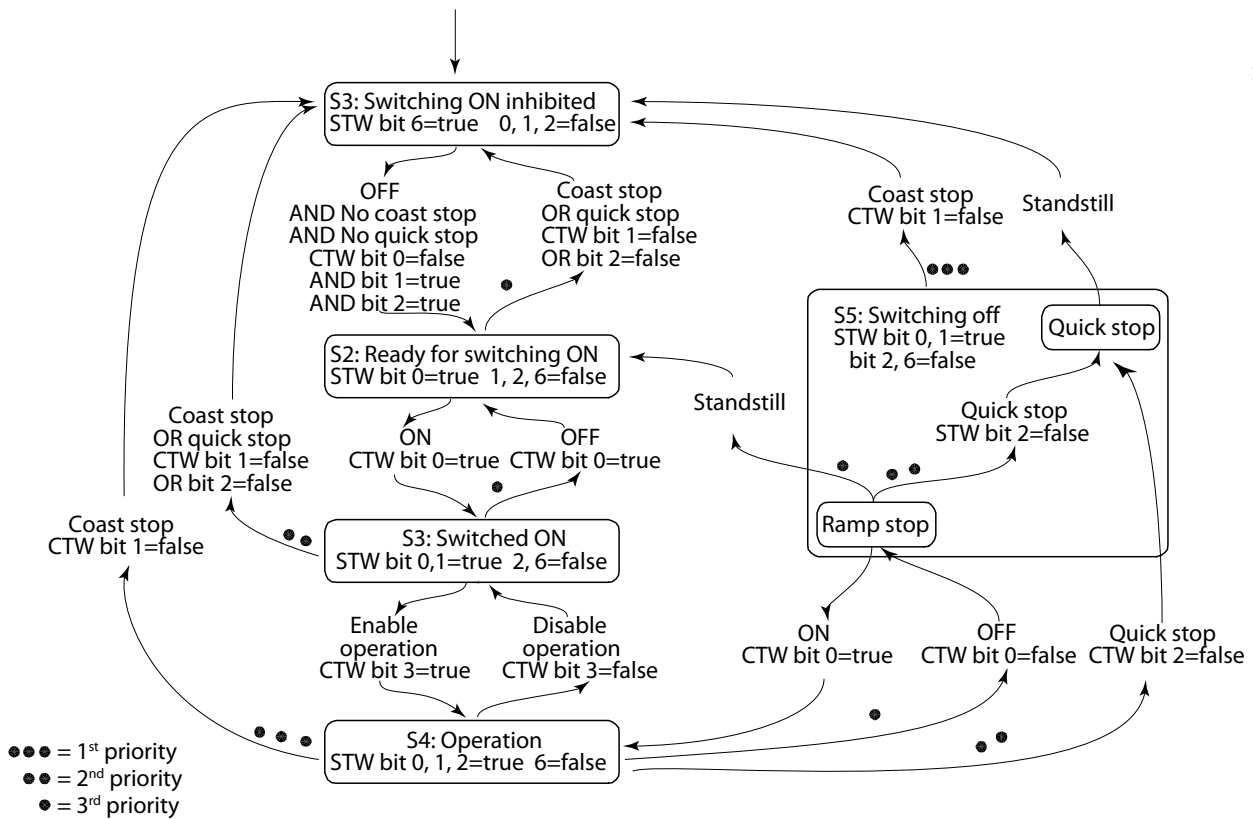 S3: Switching ON inhibited
STW bit 6=true 0, 1, 2=false
OFF
AND No coast stop
AND No quick stop
CTW bit 0=false
AND bit 1=true
AND bit 2=true
Coast stop
OR quick stop
CTW bit 1=false
OR bit 2=false
Coast stop
CTW bit 1=false
Standstill
S2: Ready for switching ON
STW bit 0=true 1, 2, 6=false
S5: Switching off
STW bit 0, 1=true
bit 2, 6=false
Quick stop
Standstill
Quick stop
STW bit 2=false
Ramp stop
Coast stop
OR quick stop
CTW bit 1=false
OR bit 2=false
ON
CTW bit 0=true
OFF
CTW bit 0=true
Coast stop
CTW bit 1=false
S3: Switched ON
STW bit 0,1=true 2, 6=false
Enable
operation
CTW bit 3=true
Disable
operation
CTW bit 3=false
ON
CTW bit 0=true
OFF
CTW bit 0=false
Quick stop
CTW bit 2=false
S4: Operation
STW bit 0, 1, 2=true 6=false
= 1st priority
= 2nd priority
= 3rd priority